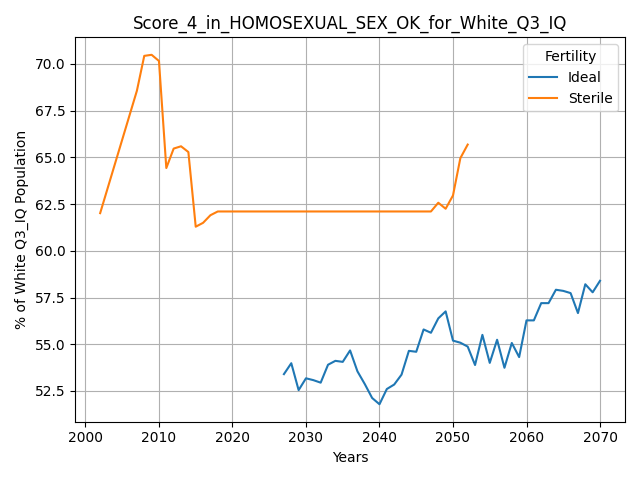 Score_4_in_HOMOSEXUAL_SEX_OK_for_White_Q3_IQ
Fertility
Ideal
Sterile
% of White Q3_IQ Population
70.0
67.5
65.0
62.5
60.0
57.5
55.0
52.5
2000 2010 2020 2030 2040 2050 2060 2070
Years